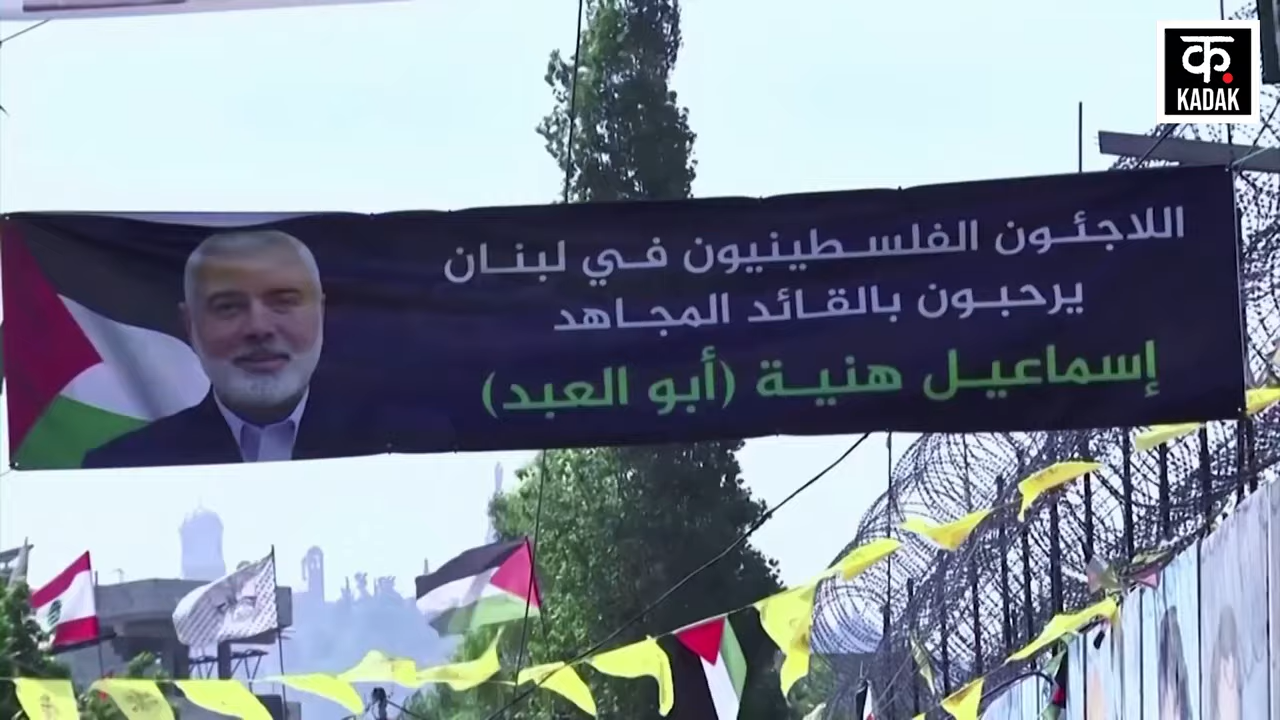 क.
KADAK
اللاجئون الفلسطينيون في لبنان
يرحبون بالقائد المجاهد
إسماعيل هنية (أبو العبد)